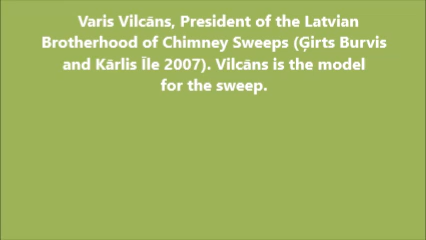 Varis Vilcāns, President of the Latvian
Brotherhood of Chimney Sweeps (Ģirts Burvis
and Kārlis Īle 2007). Vilcāns is the model
for the sweep.